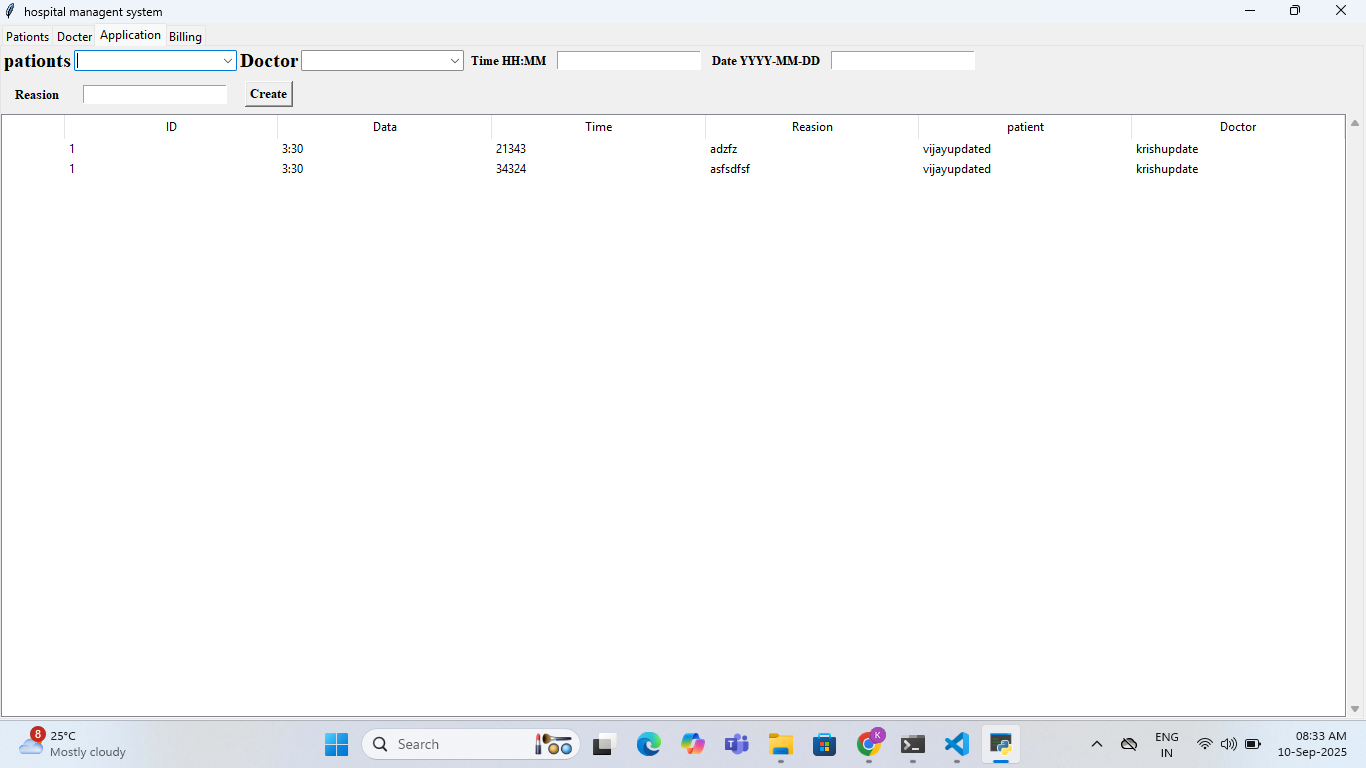 hospital managent system
Pationts Docter Application Billing
pationts Doctor Time HH:MM Date YYYY-MM-DD
Reasion Create
ID Data Time Reasion patient Doctor
1 3:30 21343 adzfz vijayupdated krishupdate
1 3:30 34324 asfsdfsf vijayupdated krishupdate
8 25°C
Mostly cloudy
Search
K
ENG
IN
08:33 AM
10-Sep-2025